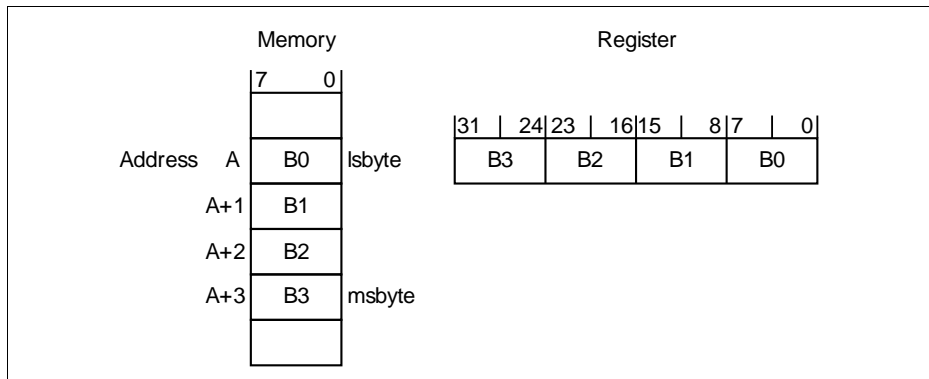 Memory Register
7 0
31 24 23 16 15 8 7 0
Address A B0 lsbyte B3 B2 B1 B0
A+1 B1
A+2 B2
A+3 B3 msbyte